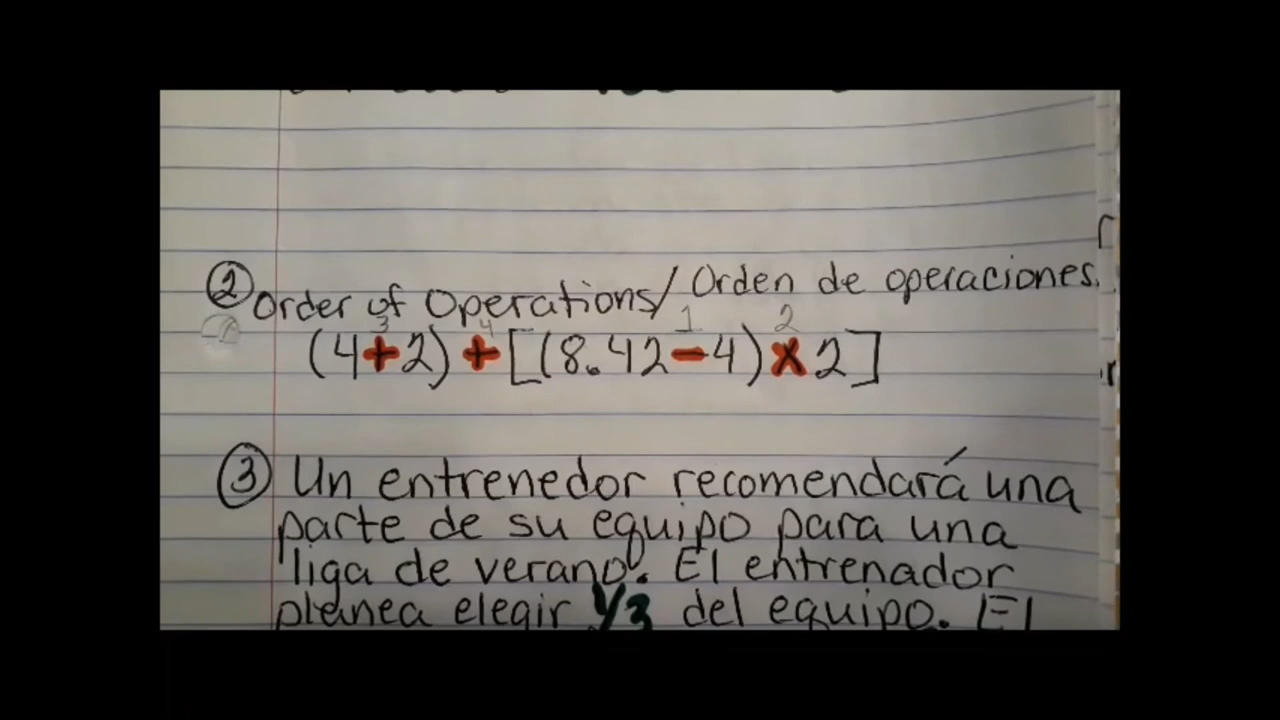 ② Order of Operations/Orden de operaciones.
3 4 1 2
(4+2)+[(8.42-4)×2]
③ Un entrenedor recomendará una
parte de su equipo para una
liga de verano. El entrenador
planea elegir 1/3 del equipo. El